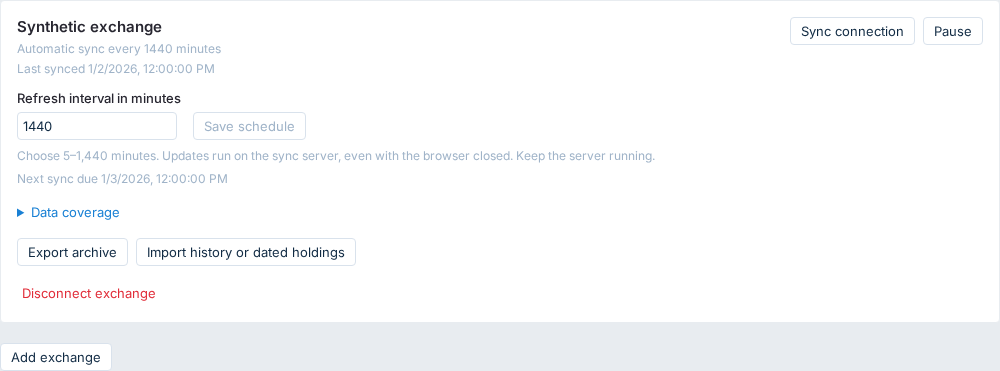 Synthetic exchange
Sync connection
Pause
Automatic sync every 1440 minutes
Last synced 1/2/2026, 12:00:00 PM
Refresh interval in minutes
1440
Save schedule
Choose 5–1,440 minutes. Updates run on the sync server, even with the browser closed. Keep the server running.
Next sync due 1/3/2026, 12:00:00 PM
Data coverage
Export archive
Import history or dated holdings
Disconnect exchange
Add exchange